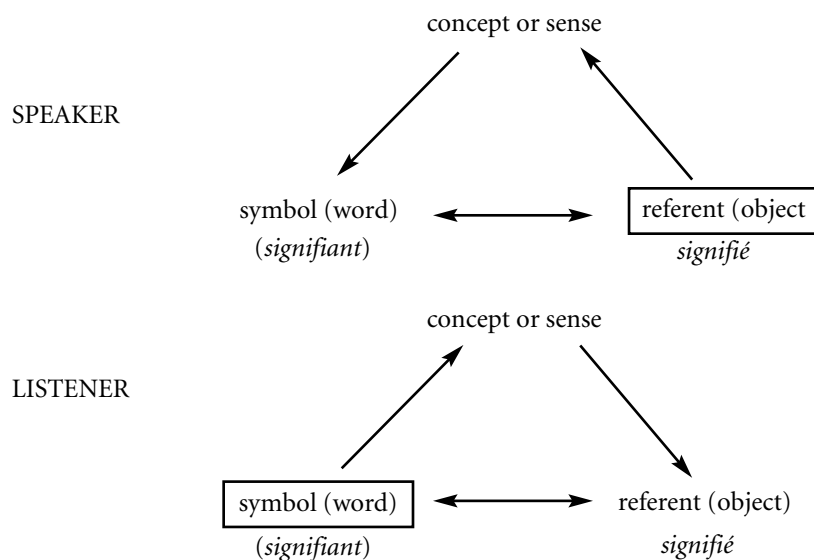 concept or sense
SPEAKER
symbol (word)
referent (object
(signifiant)
signifié
concept or sense
LISTENER
symbol (word)
referent (object)
(signifiant)
signifié